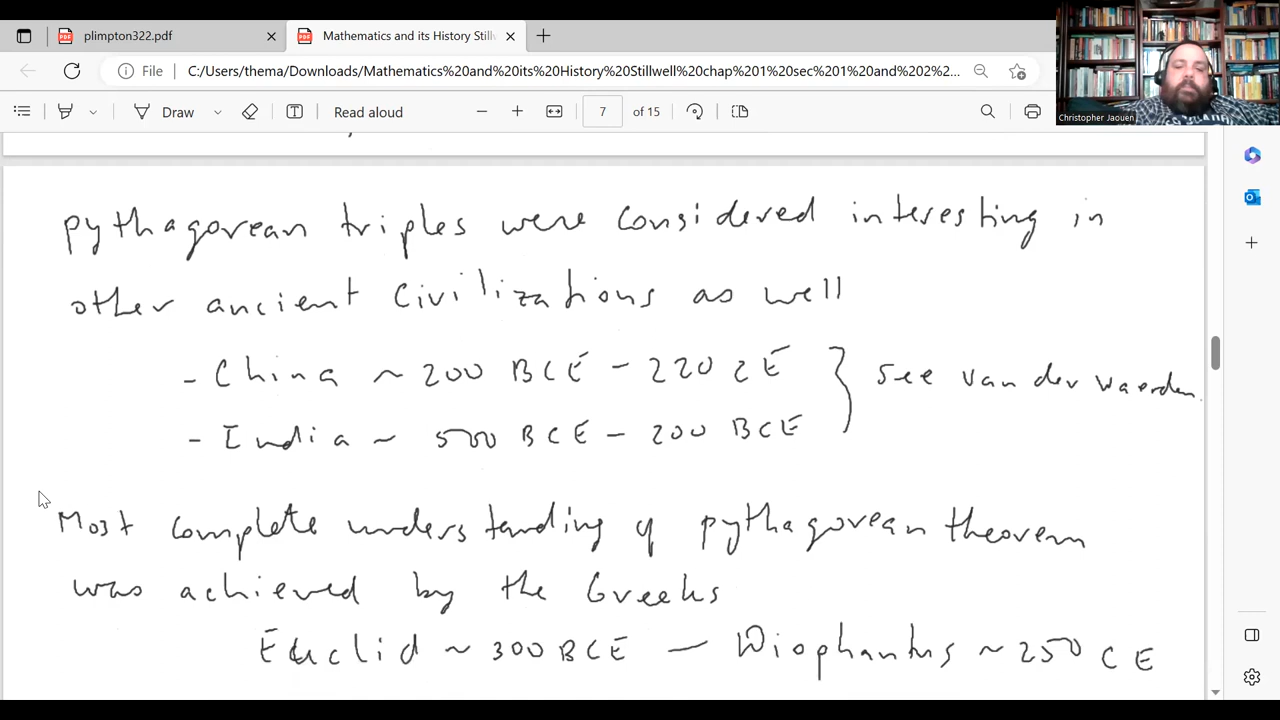 plimpton322.pdf
Mathematics and its History Still
File
C:/Users/thema/Downloads/Mathematics%20and%20its%20History%20Stillwell%20chap%201%20sec%201%20and%202%2...
Draw
Read aloud
7
of 15
Christopher Jaouen
pythagorean triples were considered interesting in
other ancient civilizations as well
- China ~ 200 BCE - 220 CE
see van der waerden.
- India ~ 500 BCE - 200 BCE
Most complete understanding of pythagorean theorem
was achieved by the Greeks
Euclid ~ 300 BCE — Diophantus ~ 250 CE